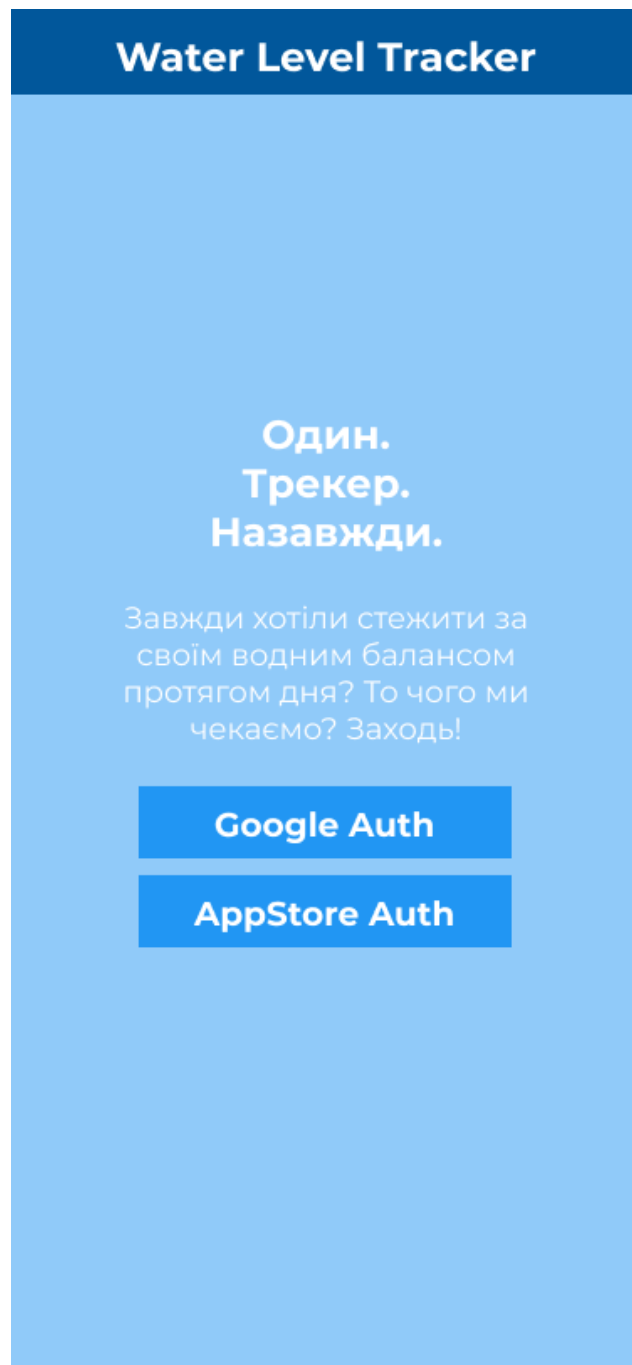 Water Level Tracker
Один.
Трекер.
Назавжди.
Завжди хотіли стежити за
своїм водним балансом
протягом дня? То чого ми
чекаємо? Заходь!
Google Auth
AppStore Auth